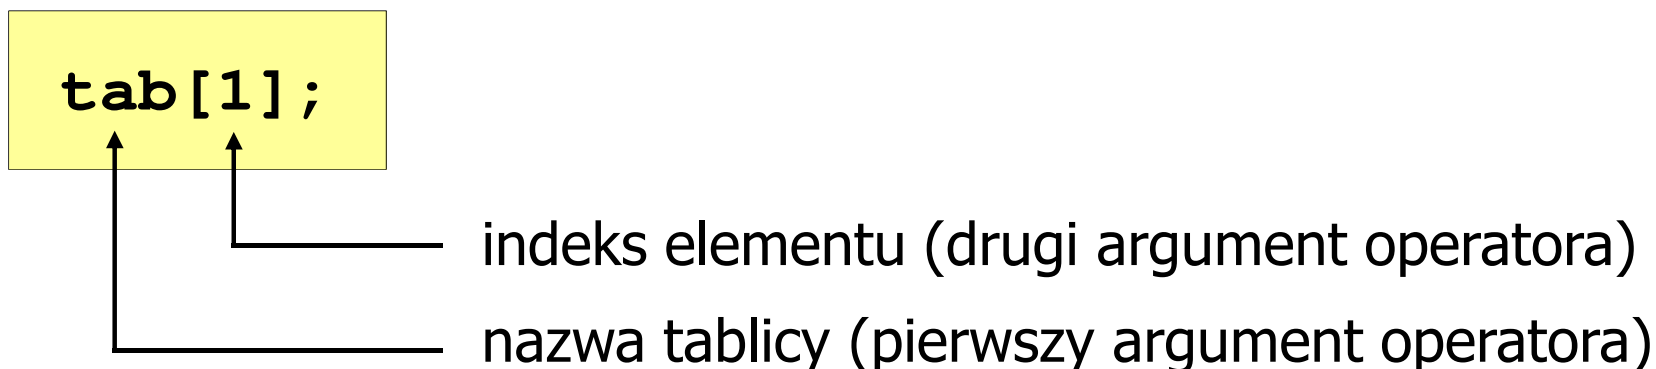 tab[1];
indeks elementu (drugi argument operatora)
nazwa tablicy (pierwszy argument operatora)